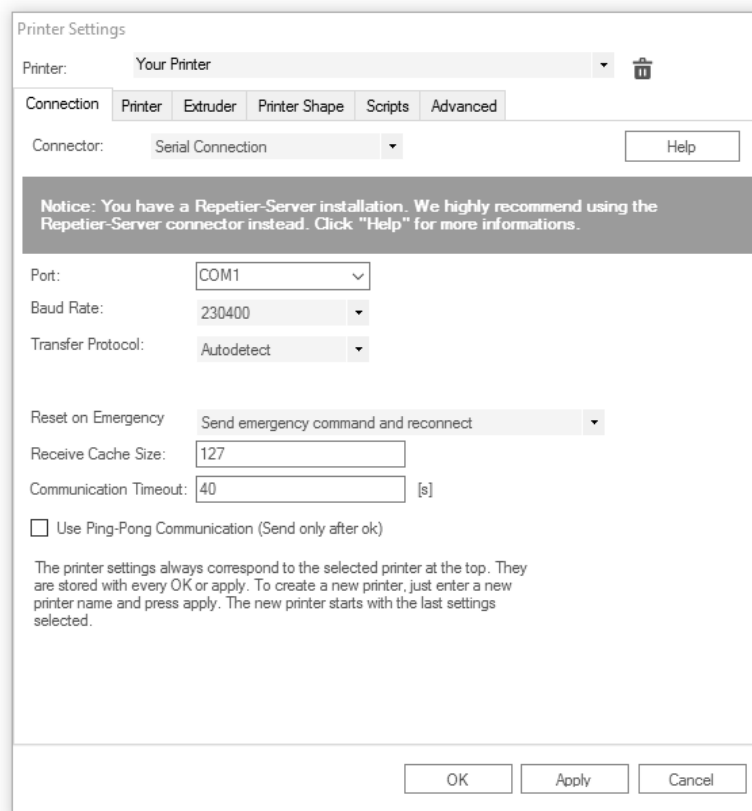 Printer Settings
Printer: Your Printer
Connection Printer Extruder Printer Shape Scripts Advanced
Connector: Serial Connection Help
Notice: You have a Repetier-Server installation. We highly recommend using the
Repetier-Server connector instead. Click "Help" for more informations.
Port: COM1
Baud Rate: 230400
Transfer Protocol: Autodetect
Reset on Emergency Send emergency command and reconnect
Receive Cache Size: 127
Communication Timeout: 40 [s]
Use Ping-Pong Communication (Send only after ok)
The printer settings always correspond to the selected printer at the top. They
are stored with every OK or apply. To create a new printer, just enter a new
printer name and press apply. The new printer starts with the last settings
selected.
OK Apply Cancel